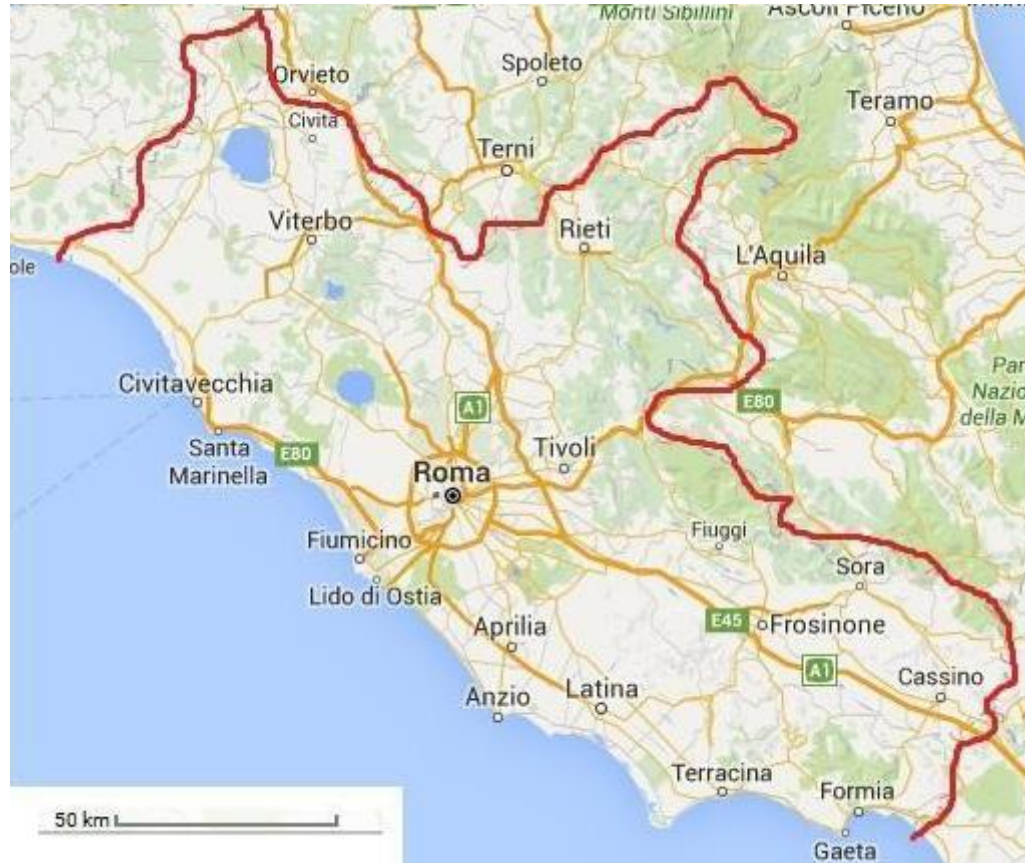 Monti Sibillini
Ascoli Piceno
Orvieto
Spoleto
Civita
Teramo
Terni
Viterbo
Rieti
L'Aquila
ole
Civitavecchia
A1
E80
Par
Nazio
della M
Santa
Marinella
E80
Tivoli
Roma
Fiumicino
Fiuggi
Lido di Ostia
Sora
Aprilia
E45
Frosinone
A1
Cassino
Anzio
Latina
Terracina
Formia
Gaeta
50 km